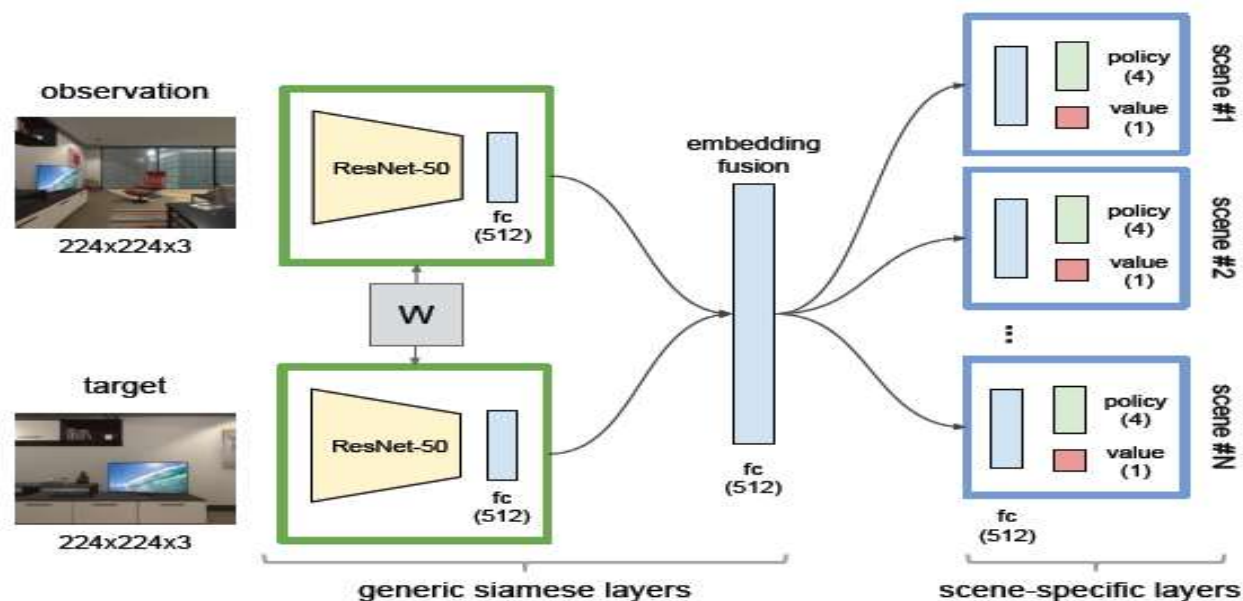 observation
224x224x3
ResNet-50
fc
(512)
W
target
224x224x3
ResNet-50
fc
(512)
embedding
fusion
fc
(512)
policy
(4)
value
(1)
scene #1
policy
(4)
value
(1)
scene #2
...
policy
(4)
value
(1)
scene #N
fc
(512)
generic siamese layers
scene-specific layers